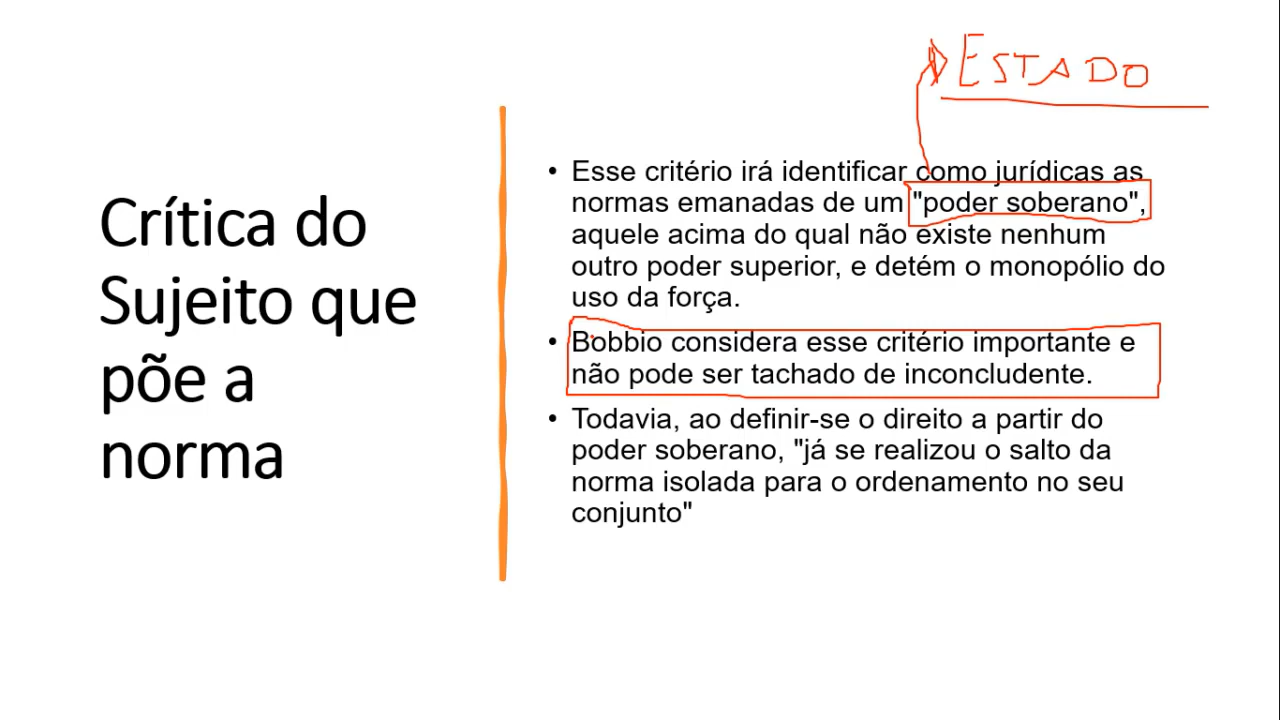 ESTADO
Crítica do
Sujeito que
põe a
norma
• Esse critério irá identificar como jurídicas as
normas emanadas de um "poder soberano",
aquele acima do qual não existe nenhum
outro poder superior, e detém o monopólio do
uso da força.
• Bobbio considera esse critério importante e
não pode ser tachado de inconcludente.
• Todavia, ao definir-se o direito a partir do
poder soberano, "já se realizou o salto da
norma isolada para o ordenamento no seu
conjunto"